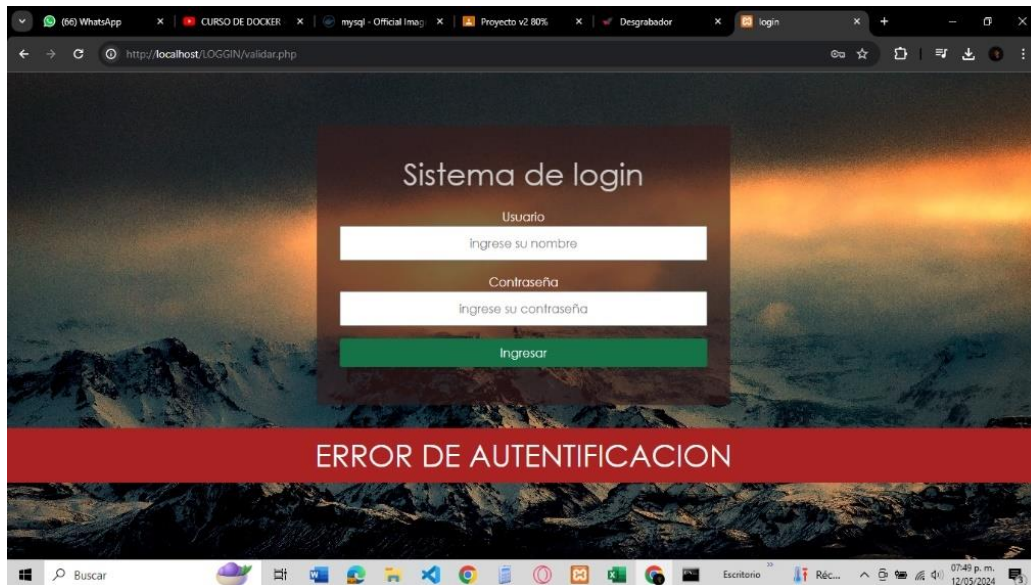 (66) WhatsApp
CURSO DE DOCKER
mysql - Official Imag
Proyecto v2 80%
Desgrabador
login
http://localhost/LOGGIN/validar.php
Sistema de login
Usuario
ingrese su nombre
Contraseña
ingrese su contraseña
Ingresar
ERROR DE AUTENTIFICACION
Buscar
Escritorio
Réc...
07:49 p. m.
12/05/2024